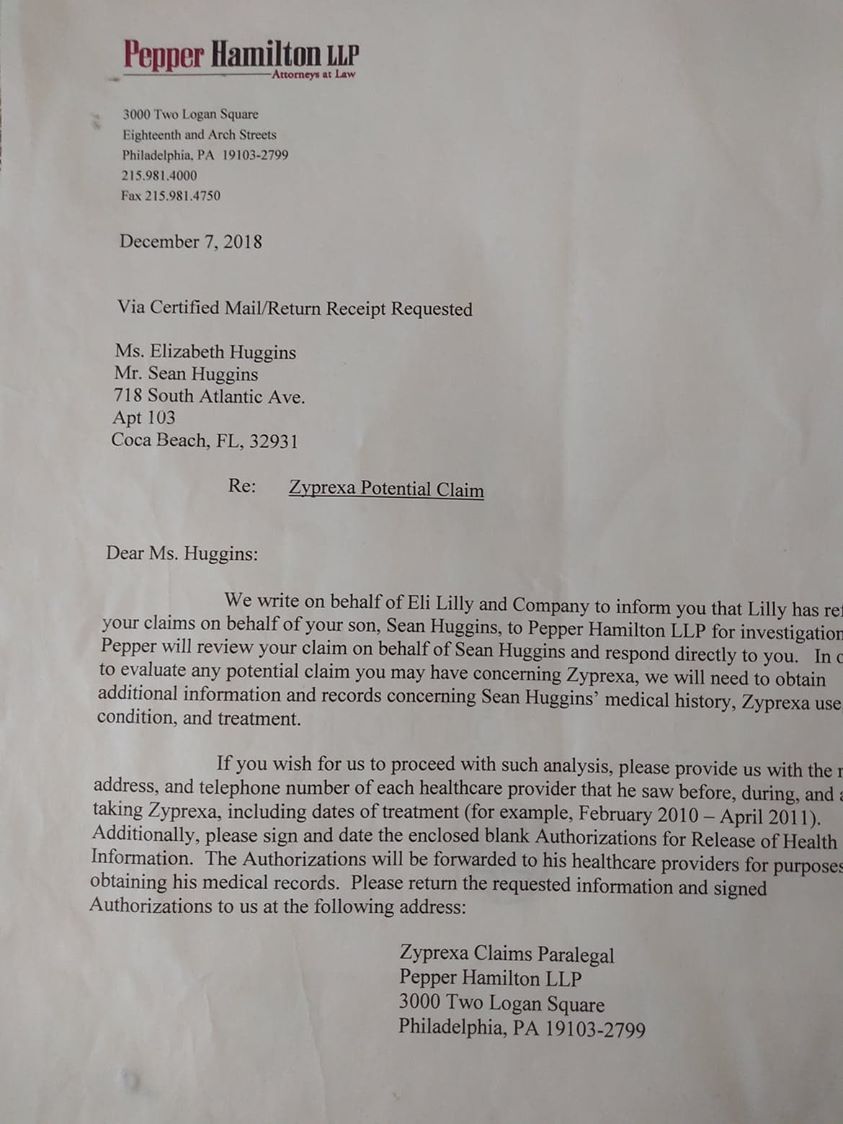 Pepper Hamilton LLP
Attorneys at Law
3000 Two Logan Square
Eighteenth and Arch Streets
Philadelphia, PA 19103-2799
215.981.4000
Fax 215.981.4750
December 7, 2018
Via Certified Mail/Return Receipt Requested
Ms. Elizabeth Huggins
Mr. Sean Huggins
718 South Atlantic Ave.
Apt 103
Coca Beach, FL, 32931
Re: Zyprexa Potential Claim
Dear Ms. Huggins:
We write on behalf of Eli Lilly and Company to inform you that Lilly has
your claims on behalf of your son, Sean Huggins, to Pepper Hamilton LLP for investigation
Pepper will review your claim on behalf of Sean Huggins and respond directly to you. In
to evaluate any potential claim you may have concerning Zyprexa, we will need to obtain
additional information and records concerning Sean Huggins’ medical history, Zyprexa use
condition, and treatment.
If you wish for us to proceed with such analysis, please provide us with the
address, and telephone number of each healthcare provider that he saw before, during, and
taking Zyprexa, including dates of treatment (for example, February 2010 – April 2011).
Additionally, please sign and date the enclosed blank Authorizations for Release of Health
Information. The Authorizations will be forwarded to his healthcare providers for purposes
obtaining his medical records. Please return the requested information and signed
Authorizations to us at the following address:
Zyprexa Claims Paralegal
Pepper Hamilton LLP
3000 Two Logan Square
Philadelphia, PA 19103-2799